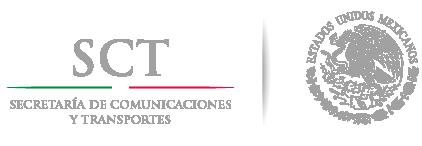 SCT
SECRETARÍA DE COMUNICACIONES
Y TRANSPORTES
ESTADOS UNIDOS MEXICANOS